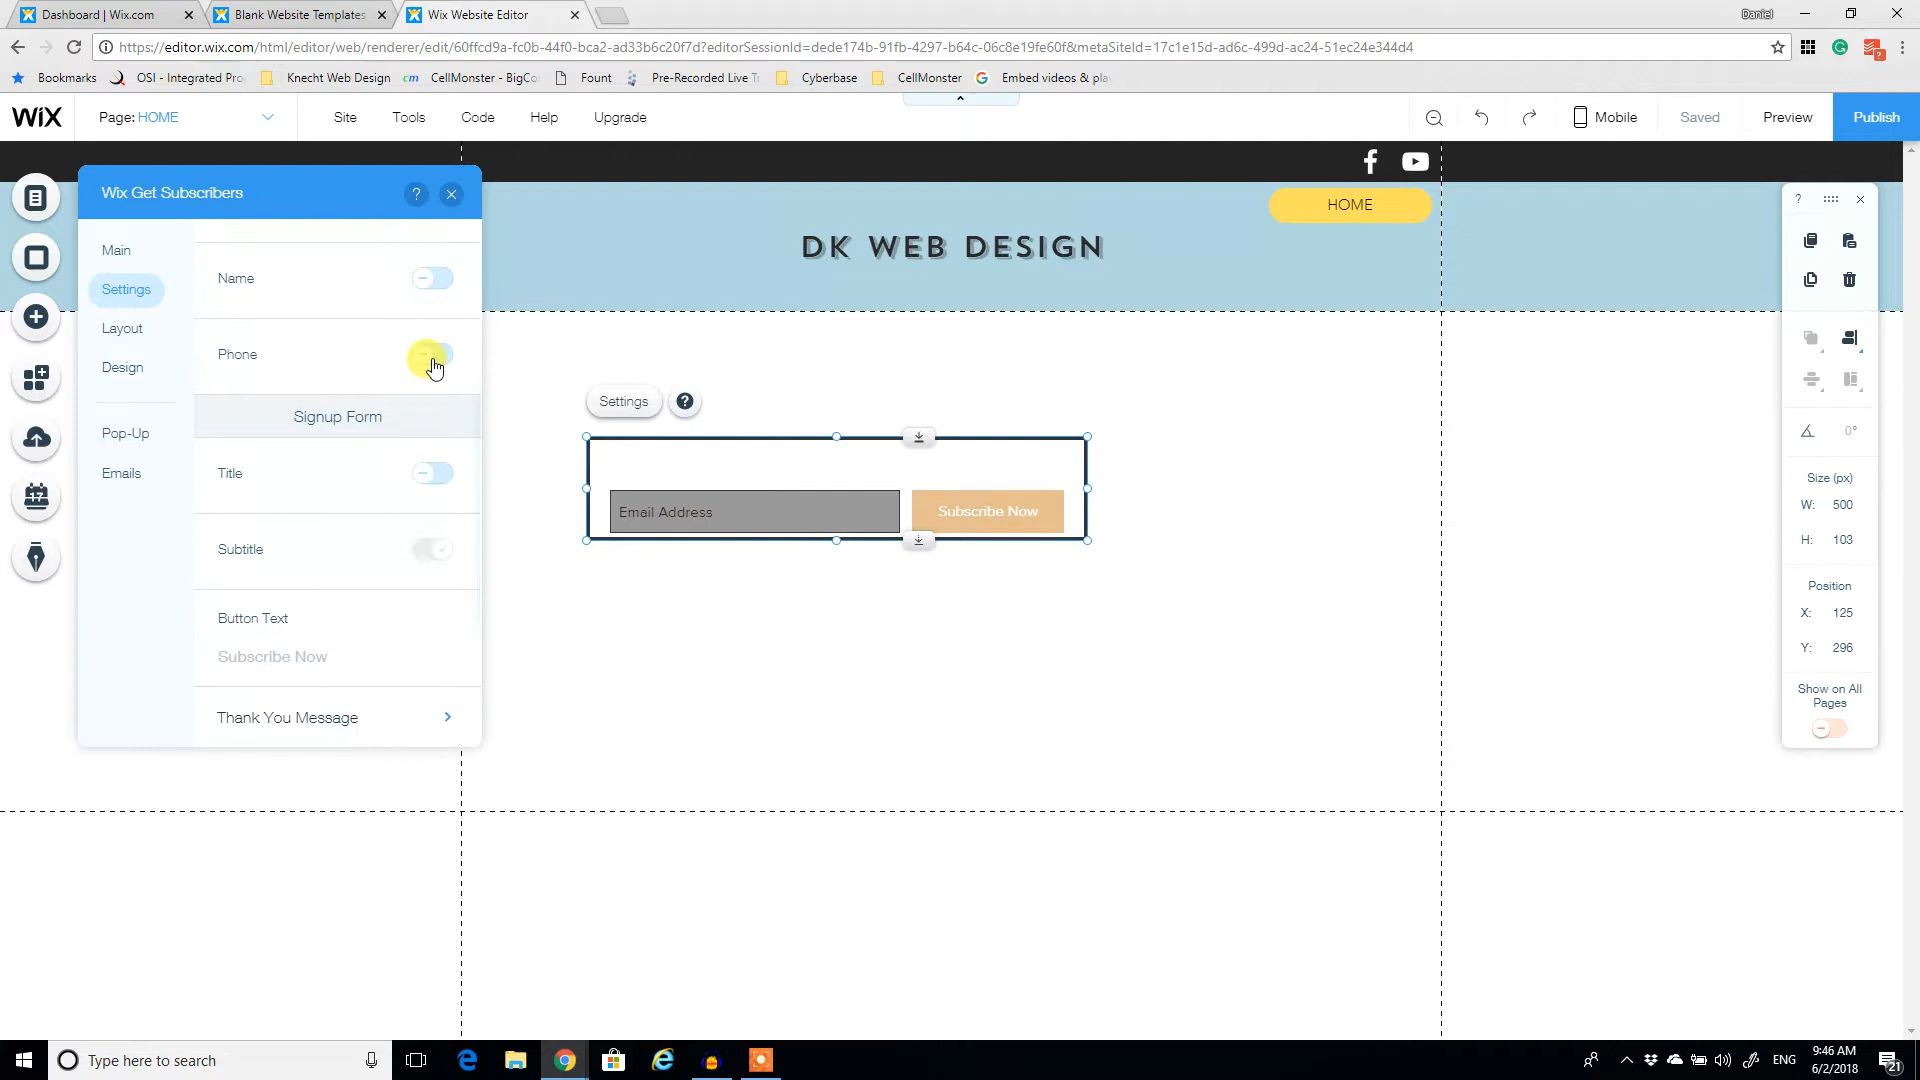 Dashboard | Wix.com
Blank Website Templates
Wix Website Editor
Daniel
https://editor.wix.com/html/editor/web/renderer/edit/60ffcd9a-fc0b-44f0-bca2-ad33b6c20f7d?editorSessionId=dede174b-91fb-4297-b64c-06c8e19fe60f&metaSiteId=17c1e15d-ad6c-499d-ac24-51ec24e344d4
Bookmarks
OSI - Integrated Pro
Knecht Web Design
cm CellMonster - BigCo
Fount
Pre-Recorded Live T
Cyberbase
CellMonster
Embed videos & pla
WiX
Page: HOME
Site
Tools
Code
Help
Upgrade
Mobile
Saved
Preview
Publish
Wix Get Subscribers
?
Main
Settings
Layout
Design
Pop-Up
Emails
Name
Phone
Signup Form
Title
Subtitle
Button Text
Subscribe Now
Thank You Message
17
HOME
DK WEB DESIGN
Settings
?
Email Address
Subscribe Now
?
0°
Size (px)
W: 500
H: 103
Position
X: 125
Y: 296
Show on All
Pages
Type here to search
ENG
9:46 AM
6/2/2018
21